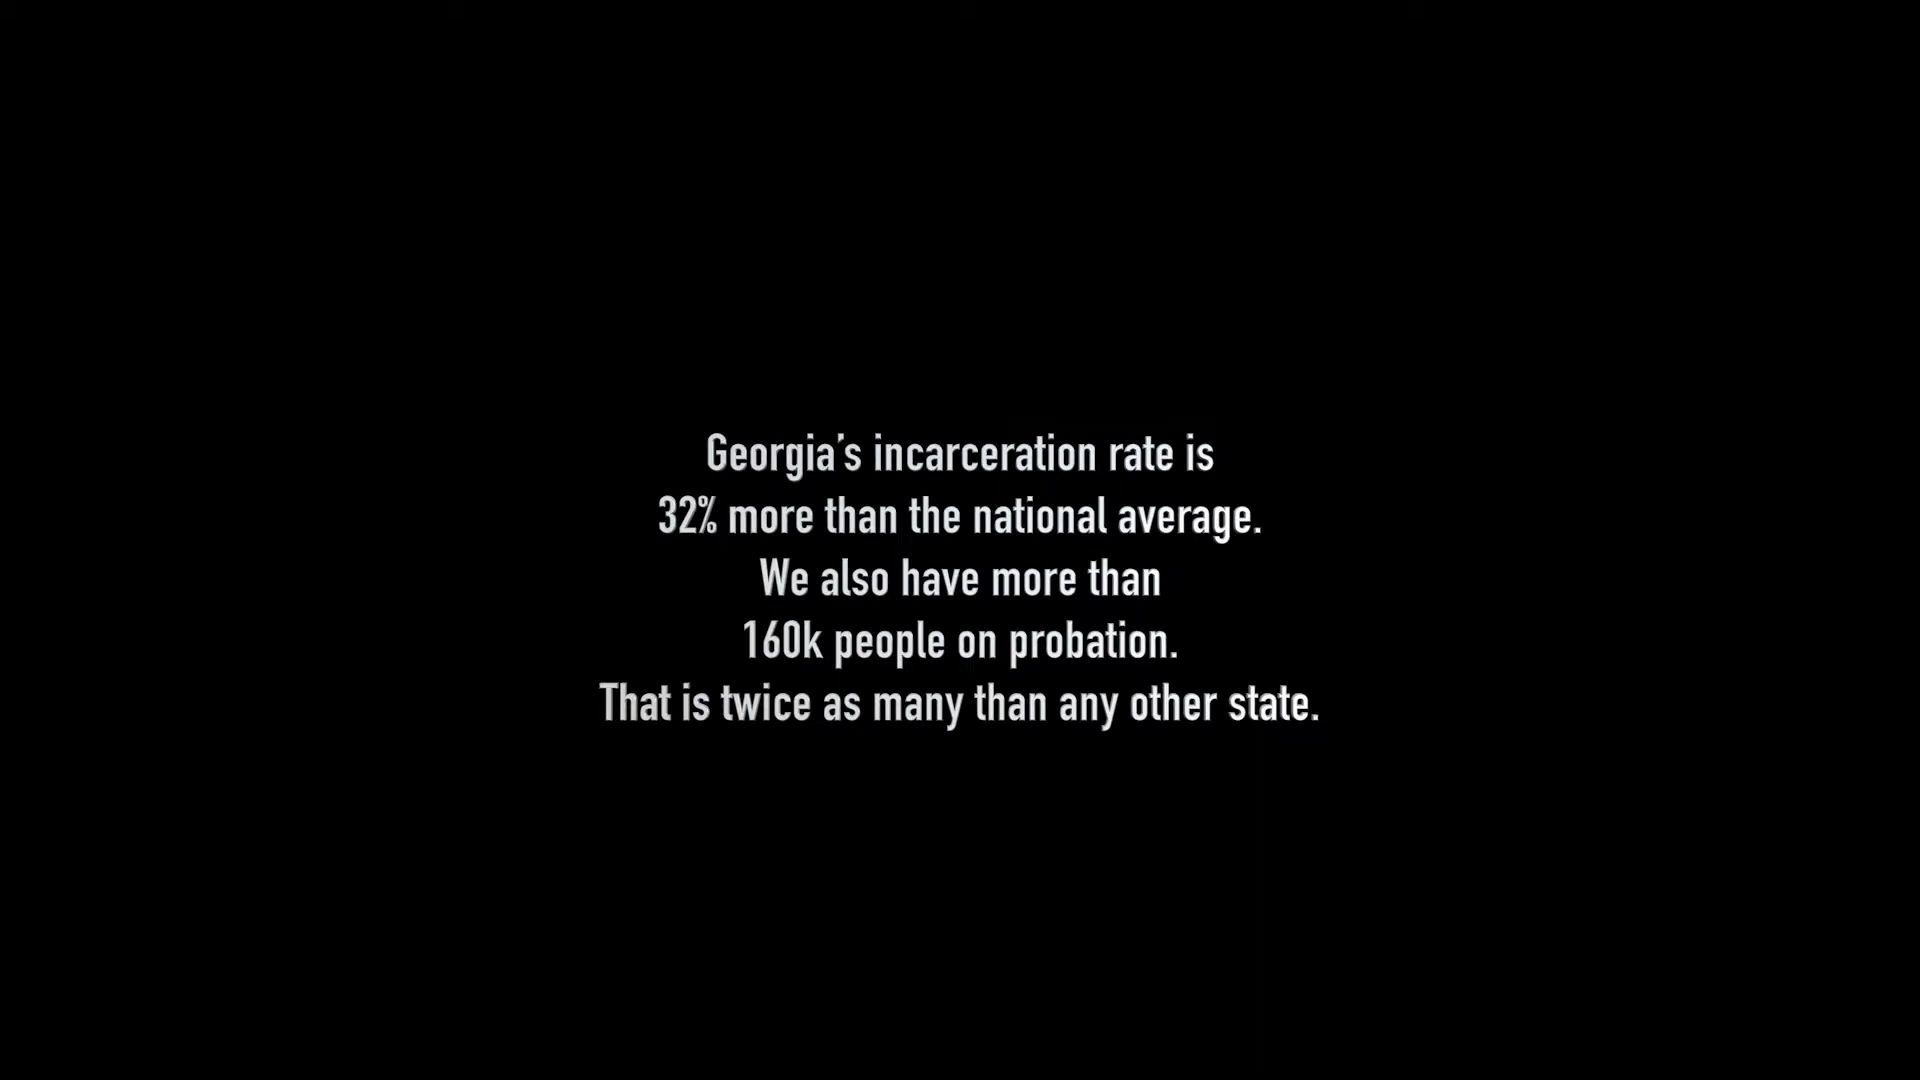 Georgia’s incarceration rate is
32% more than the national average.
We also have more than
160k people on probation.
That is twice as many than any other state.